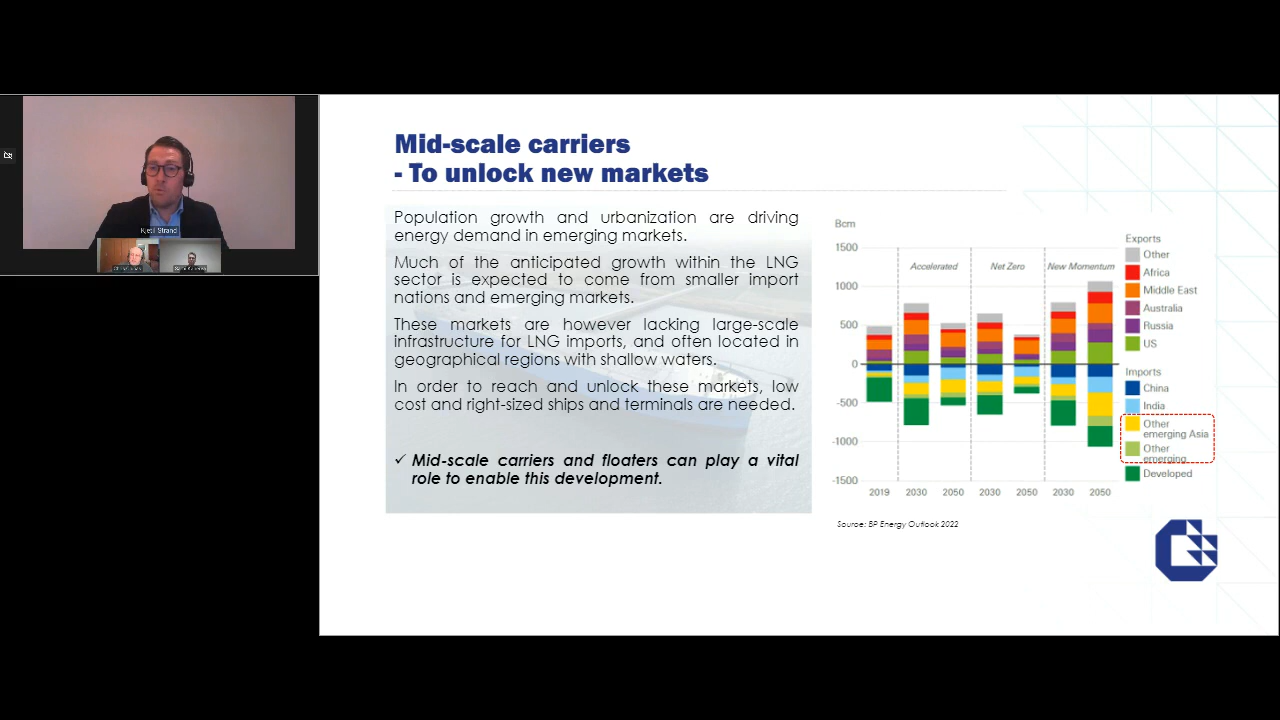 Kjetil Strand
Mid-scale carriers
- To unlock new markets
Population growth and urbanization are driving
energy demand in emerging markets.
Much of the anticipated growth within the LNG
sector is expected to come from smaller import
nations and emerging markets.
These markets are however lacking large-scale
infrastructure for LNG imports, and often located in
geographical regions with shallow waters.
In order to reach and unlock these markets, low
cost and right-sized ships and terminals are needed.
✓ Mid-scale carriers and floaters can play a vital
role to enable this development.
Bcm
1500
1000
500
0
-500
-1000
-1500
Accelerated
Net Zero
New Momentum
2019 2030 2050 2030 2050 2030 2050
Exports
Other
Africa
Middle East
Australia
Russia
US
Imports
China
India
Other
emerging Asia
Other
emerging
Developed
Source: BP Energy Outlook 2022